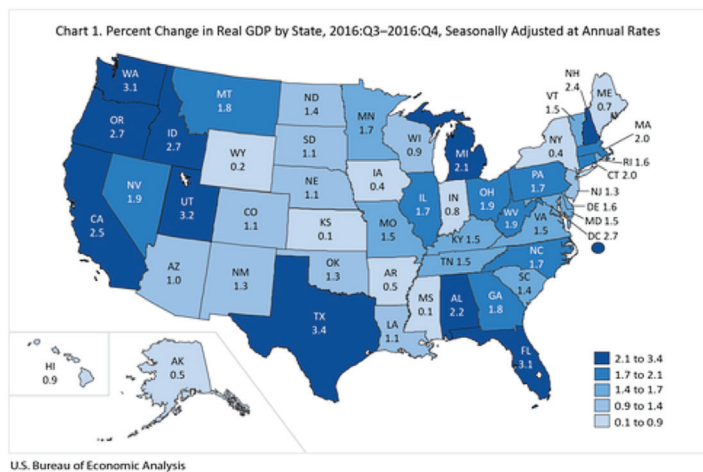 Chart 1. Percent Change in Real GDP by State, 2016:Q3–2016:Q4, Seasonally Adjusted at Annual Rates
WA
3.1
OR
2.7
ID
2.7
MT
1.8
ND
1.4
MN
1.7
WI
0.9
MI
2.1
NH
2.4
VT
1.5
ME
0.7
MA
2.0
NY
0.4
RI 1.6
CT 2.0
SD
1.1
WY
0.2
NV
1.9
UT
3.2
CA
2.5
CO
1.1
NE
1.1
IA
0.4
IL
1.7
IN
0.8
OH
1.9
PA
1.7
NJ 1.3
DE 1.6
MD 1.5
DC 2.7
WV
1.9
VA
1.5
KS
0.1
MO
1.5
KY 1.5
NC
1.7
TN 1.5
SC
1.4
AZ
1.0
NM
1.3
OK
1.3
AR
0.5
MS
0.1
AL
2.2
GA
1.8
TX
3.4
LA
1.1
FL
3.1
HI
0.9
AK
0.5
2.1 to 3.4
1.7 to 2.1
1.4 to 1.7
0.9 to 1.4
0.1 to 0.9
U.S. Bureau of Economic Analysis